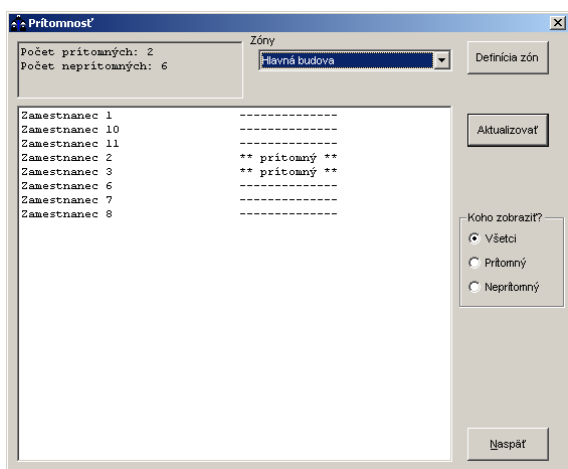 Prítomnosť
Počet prítomných: 2
Počet neprítomných: 6
Zóny
Hlavná budova
Definícia zón
Zamestnanec 1 --------------
Zamestnanec 10 --------------
Zamestnanec 11 --------------
Zamestnanec 2 ** prítomný **
Zamestnanec 3 ** prítomný **
Zamestnanec 6 --------------
Zamestnanec 7 --------------
Zamestnanec 8 --------------
Aktualizovať
Koho zobraziť?
Všetci
Prítomný
Neprítomný
Naspäť